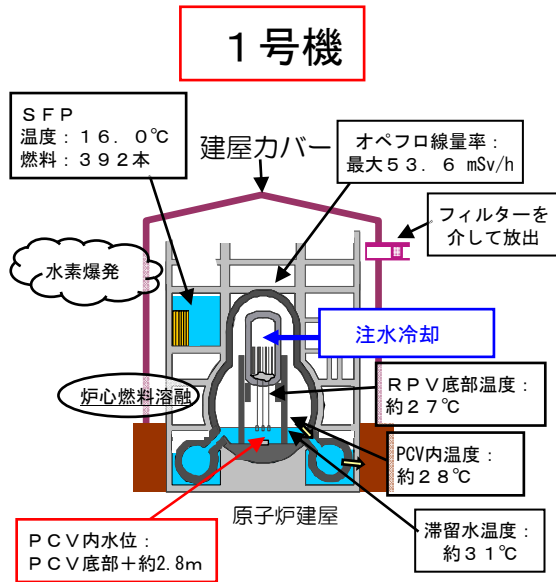 １号機
ＳＦＰ
温度：１６．０℃
燃料：３９２本
建屋カバー
オペフロ線量率：
最大５３．６ mSv/h
フィルターを
介して放出
水素爆発
注水冷却
炉心燃料溶融
ＲＰＶ底部温度：
約２７℃
PCV内温度：
約２８℃
原子炉建屋
滞留水温度：
約３１℃
ＰＣＶ内水位：
ＰＣＶ底部＋約2.8ｍ